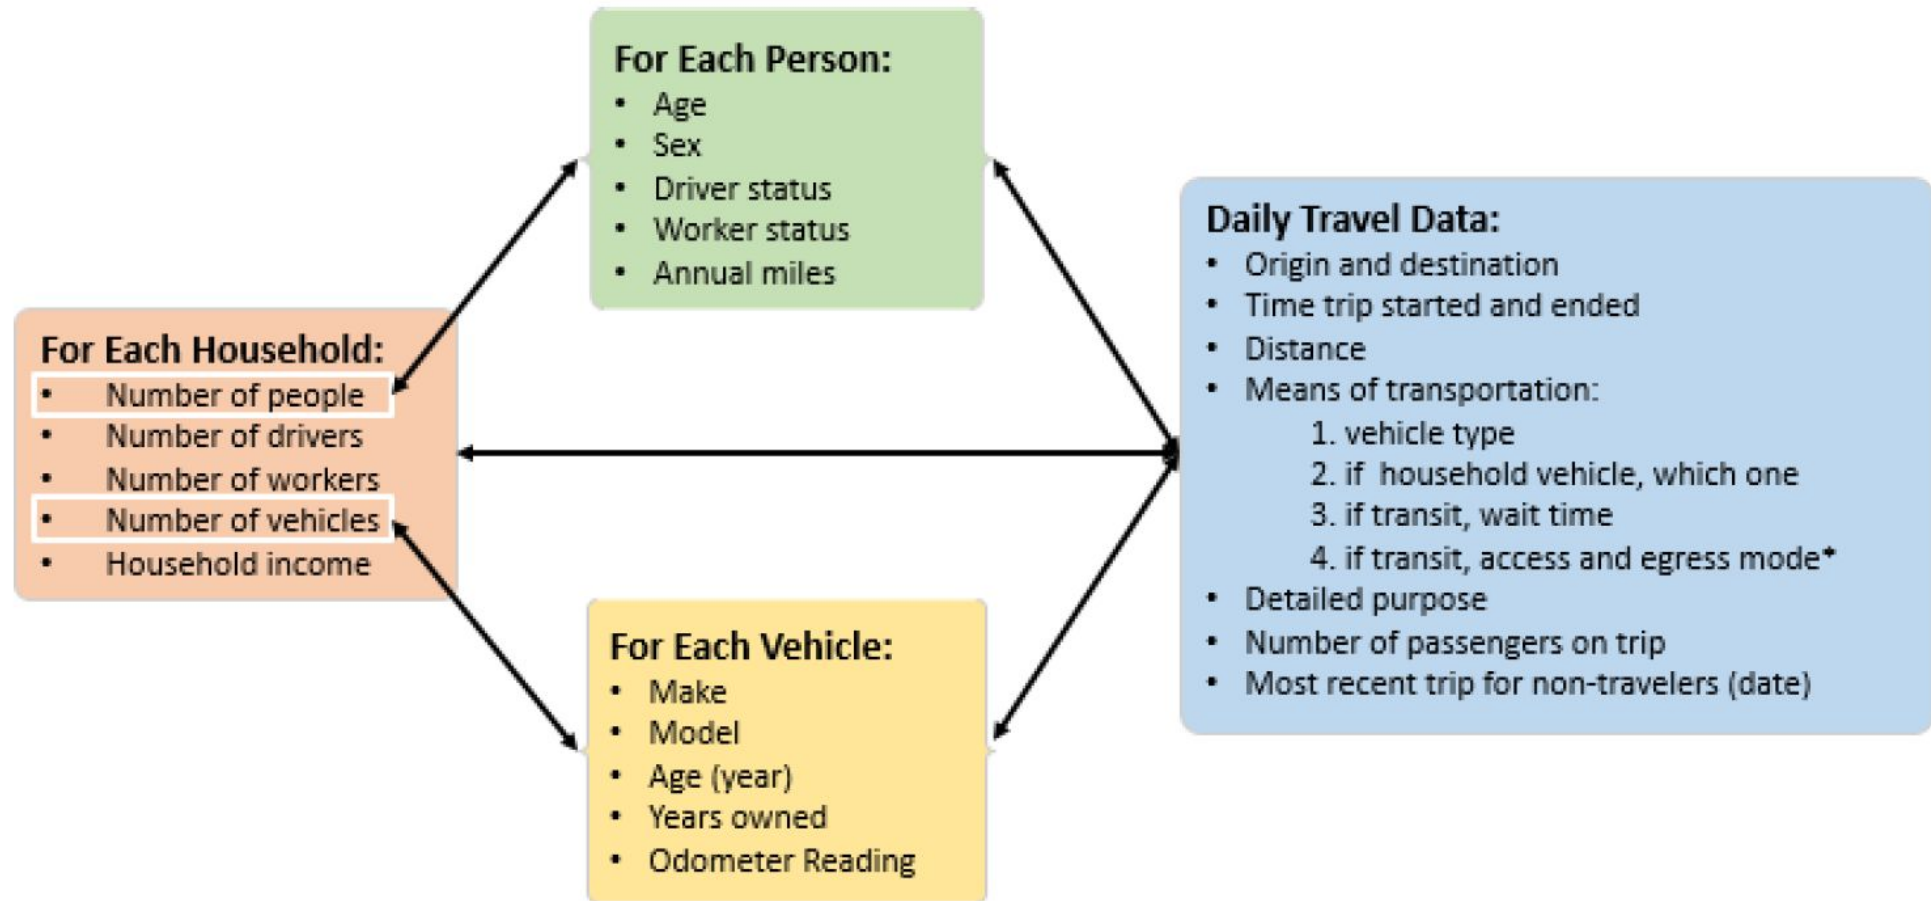 For Each Person:
• Age
• Sex
• Driver status
• Worker status
• Annual miles
For Each Household:
• Number of people
• Number of drivers
• Number of workers
• Number of vehicles
• Household income
For Each Vehicle:
• Make
• Model
• Age (year)
• Years owned
• Odometer Reading
Daily Travel Data:
• Origin and destination
• Time trip started and ended
• Distance
• Means of transportation:
1. vehicle type
2. if household vehicle, which one
3. if transit, wait time
4. if transit, access and egress mode*
• Detailed purpose
• Number of passengers on trip
• Most recent trip for non-travelers (date)